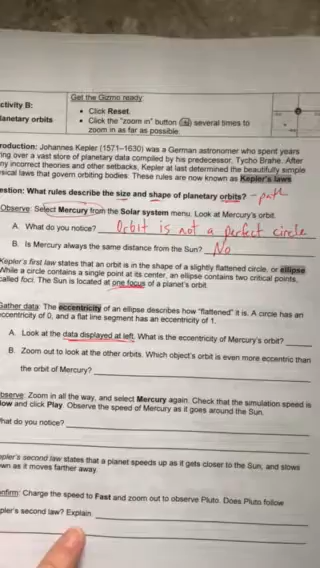 Get the Gizmo ready:
ctivity B:
• Click Reset.
lanetary orbits
• Click the "zoom in" button several times to
zoom in as far as possible.
roduction: Johannes Kepler (1571–1630) was a German astronomer who spent years
ring over a vast store of planetary data compiled by his predecessor, Tycho Brahe. After
ny incorrect theories and other setbacks, Kepler at last determined the beautifully simple
sical laws that govern orbiting bodies. These rules are now known as Kepler's laws
estion: What rules describe the size and shape of planetary orbits? - path
Observe: Select Mercury from the Solar system menu. Look at Mercury's orbit.
A. What do you notice? Orbit is not a perfect circle
B. Is Mercury always the same distance from the Sun? No
Kepler's first law states that an orbit is in the shape of a slightly flattened circle, or ellipse
While a circle contains a single point at its center, an ellipse contains two critical points,
called foci. The Sun is located at one focus of a planet's orbit.
Gather data: The eccentricity of an ellipse describes how "flattened" it is. A circle has an
ccentricity of 0, and a flat line segment has an eccentricity of 1.
A. Look at the data displayed at left. What is the eccentricity of Mercury's orbit?
B. Zoom out to look at the other orbits. Which object's orbit is even more eccentric than
the orbit of Mercury?
bserve: Zoom in all the way, and select Mercury again. Check that the simulation speed is
low and click Play. Observe the speed of Mercury as it goes around the Sun.
hat do you notice?
epler's second law states that a planet speeds up as it gets closer to the Sun, and slows
wn as it moves farther away.
onfirm: Charge the speed to Fast and zoom out to observe Pluto. Does Pluto follow
pler's second law? Explain.